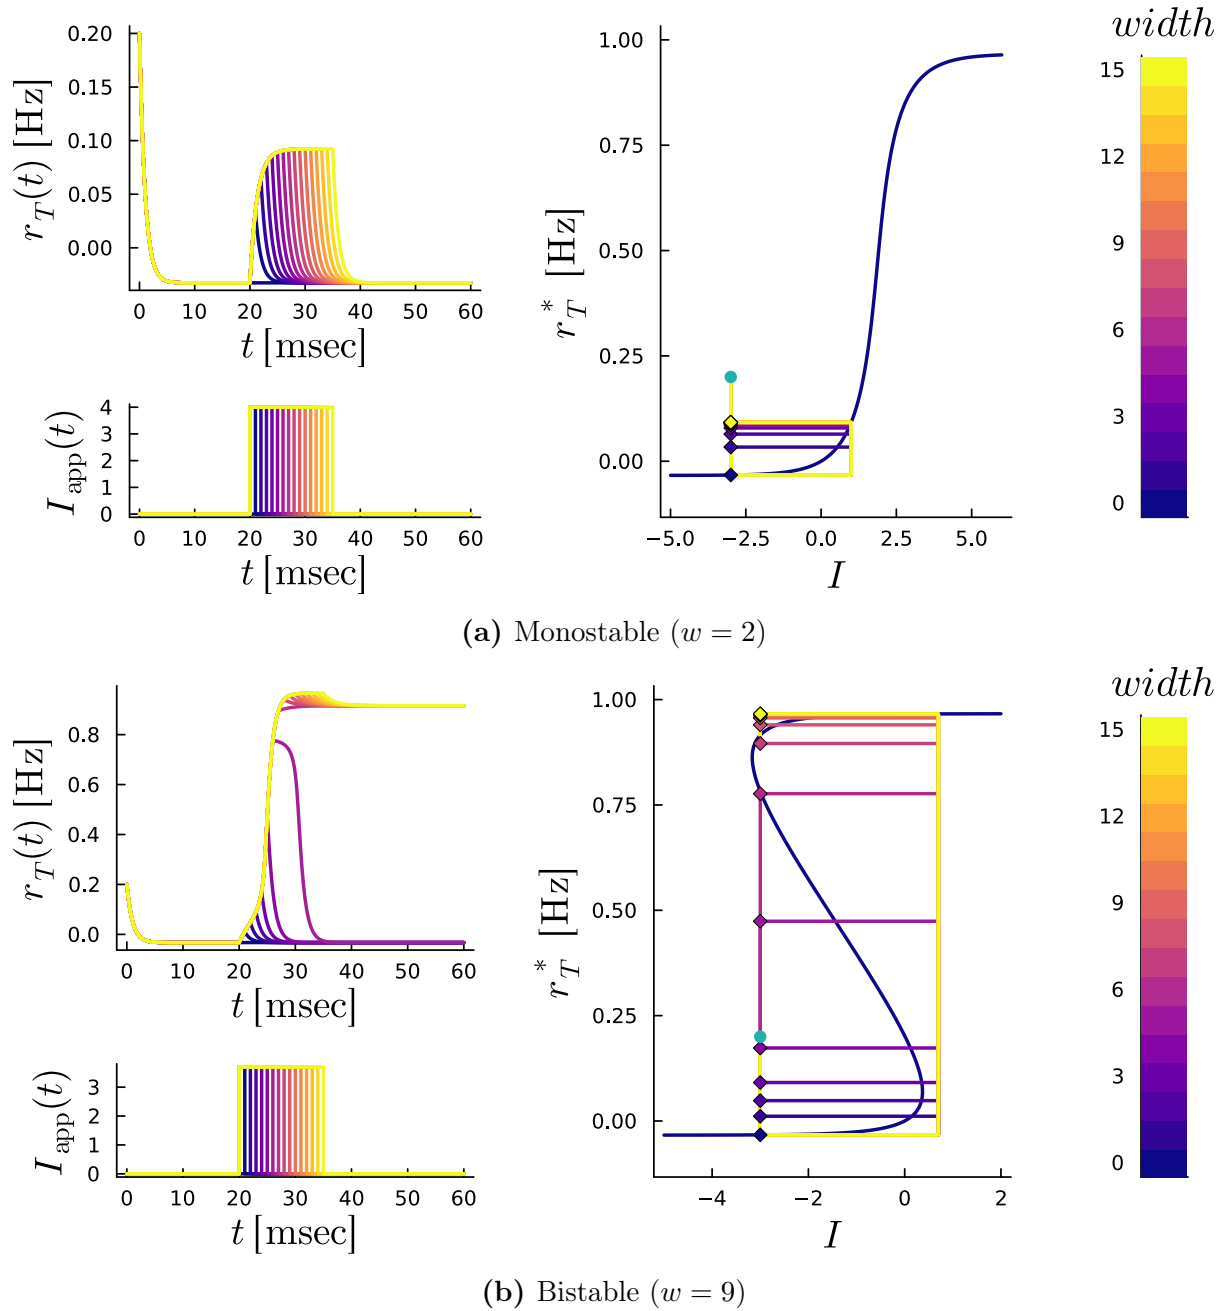 r_T(t) [Hz]
0.20
0.15
0.10
0.05
0.00
0 10 20 30 40 50 60
t [msec]
I_app(t)
4
3
2
1
0
0 10 20 30 40 50 60
t [msec]
r_T^* [Hz]
1.00
0.75
0.50
0.25
0.00
−5.0 −2.5 0.0 2.5 5.0
I
width
15
12
9
6
3
0
(a) Monostable (w = 2)
r_T(t) [Hz]
0.8
0.6
0.4
0.2
0.0
0 10 20 30 40 50 60
t [msec]
I_app(t)
3
2
1
0
0 10 20 30 40 50 60
t [msec]
r_T^* [Hz]
1.00
0.75
0.50
0.25
0.00
−4 −2 0 2
I
width
15
12
9
6
3
0
(b) Bistable (w = 9)